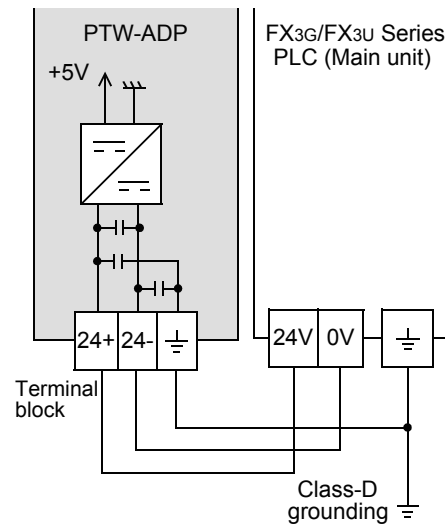 PTW-ADP
FX3G/FX3U Series
PLC (Main unit)
+5V
24+
24-
24V
0V
Terminal
block
Class-D
grounding